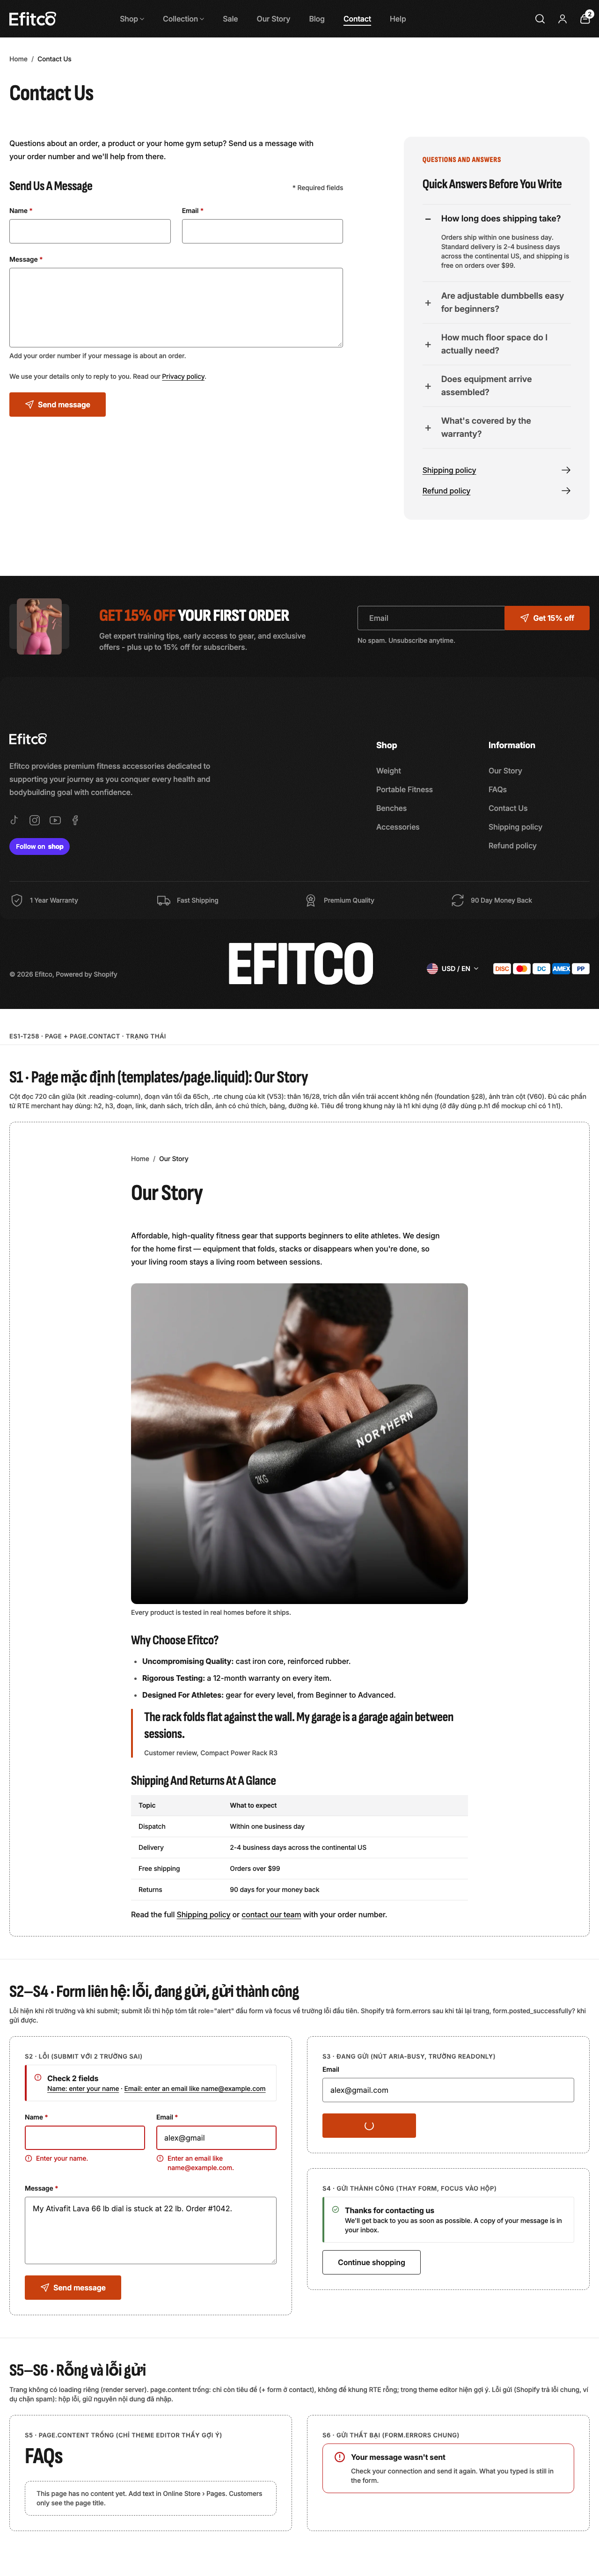 Efitco
Shop
Collection
Sale
Our Story
Blog
Contact
Help
2
Home / Contact Us
Contact Us
Questions about an order, a product or your home gym setup? Send us a message with
your order number and we'll help from there.
Send Us A Message
* Required fields
Name *
Email *
Message *
Add your order number if your message is about an order.
We use your details only to reply to you. Read our Privacy policy.
Send message
QUESTIONS AND ANSWERS
Quick Answers Before You Write
How long does shipping take?
Orders ship within one business day.
Standard delivery is 2-4 business days
across the continental US, and shipping is
free on orders over $99.
Are adjustable dumbbells easy
for beginners?
How much floor space do I
actually need?
Does equipment arrive
assembled?
What's covered by the
warranty?
Shipping policy
Refund policy
GET 15% OFF YOUR FIRST ORDER
Get expert training tips, early access to gear, and exclusive
offers - plus up to 15% off for subscribers.
Email
Get 15% off
No spam. Unsubscribe anytime.
Efitco
Efitco provides premium fitness accessories dedicated to
supporting your journey as you conquer every health and
bodybuilding goal with confidence.
Follow on shop
Shop
Weight
Portable Fitness
Benches
Accessories
Information
Our Story
FAQs
Contact Us
Shipping policy
Refund policy
1 Year Warranty
Fast Shipping
Premium Quality
90 Day Money Back
© 2026 Efitco, Powered by Shopify
EFITCO
USD / EN
DISC
DC
AMEX
PP
ES1-T258 · PAGE + PAGE.CONTACT · TRẠNG THÁI
S1 · Page mặc định (templates/page.liquid): Our Story
Cột đọc 720 căn giữa (kit .reading-column), đoạn văn tối đa 65ch, .rte chung của kit (V53): thân 16/28, trích dẫn viền trái accent không nền (foundation §28), ảnh tràn cột (V60). Đủ các phần
tử RTE merchant hay dùng: h2, h3, đoạn, link, danh sách, trích dẫn, ảnh có chú thích, bảng, đường kẻ. Tiêu đề trong khung này là h1 khi dựng (ở đây dùng p.h1 để mockup chỉ có 1 h1).
Home / Our Story
Our Story
Affordable, high-quality fitness gear that supports beginners to elite athletes. We design
for the home first — equipment that folds, stacks or disappears when you're done, so
your living room stays a living room between sessions.
NORTHERN
2KG
Every product is tested in real homes before it ships.
Why Choose Efitco?
• Uncompromising Quality: cast iron core, reinforced rubber.
• Rigorous Testing: a 12-month warranty on every item.
• Designed For Athletes: gear for every level, from Beginner to Advanced.
The rack folds flat against the wall. My garage is a garage again between
sessions.
Customer review, Compact Power Rack R3
Shipping And Returns At A Glance
Topic What to expect
Dispatch Within one business day
Delivery 2-4 business days across the continental US
Free shipping Orders over $99
Returns 90 days for your money back
Read the full Shipping policy or contact our team with your order number.
S2–S4 · Form liên hệ: lỗi, đang gửi, gửi thành công
Lỗi hiện khi rời trường và khi submit; submit lỗi thì hộp tóm tắt role="alert" đầu form và focus về trường lỗi đầu tiên. Shopify trả form.errors sau khi tải lại trang, form.posted_successfully? khi
gửi được.
S2 · LỖI (SUBMIT VỚI 2 TRƯỜNG SAI)
Check 2 fields
Name: enter your name · Email: enter an email like name@example.com
Name *
Email *
alex@gmail
Enter your name.
Enter an email like
name@example.com.
Message *
My Ativafit Lava 66 lb dial is stuck at 22 lb. Order #1042.
Send message
S3 · ĐANG GỬI (NÚT ARIA-BUSY, TRƯỜNG READONLY)
Email
alex@gmail.com
S4 · GỬI THÀNH CÔNG (THAY FORM, FOCUS VÀO HỘP)
Thanks for contacting us
We'll get back to you as soon as possible. A copy of your message is in
your inbox.
Continue shopping
S5–S6 · Rỗng và lỗi gửi
Trang không có loading riêng (render server). page.content trống: chỉ còn tiêu đề (+ form ở contact), không để khung RTE rỗng; trong theme editor hiện gợi ý. Lỗi gửi (Shopify trả lỗi chung, ví
dụ chặn spam): hộp lỗi, giữ nguyên nội dung đã nhập.
S5 · PAGE.CONTENT TRỐNG (CHỈ THEME EDITOR THẤY GỢI Ý)
FAQs
This page has no content yet. Add text in Online Store › Pages. Customers
only see the page title.
S6 · GỬI THẤT BẠI (FORM.ERRORS CHUNG)
Your message wasn't sent
Check your connection and send it again. What you typed is still in
the form.